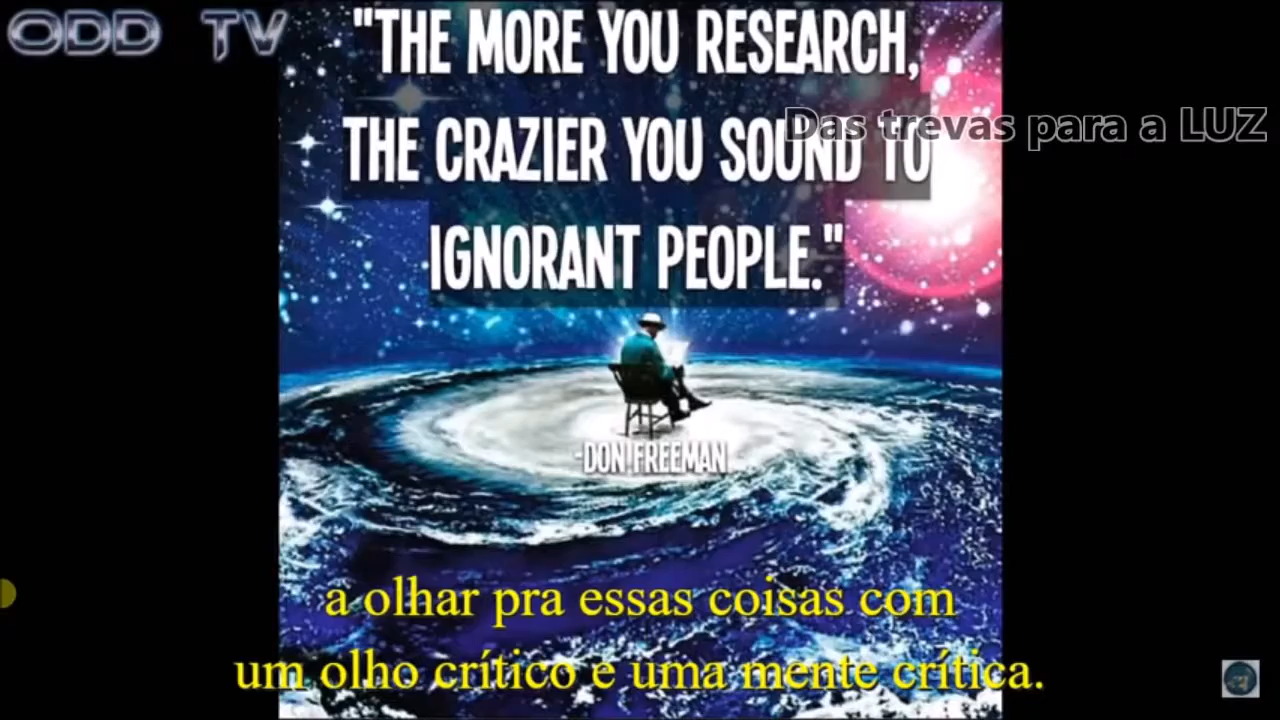 ODD TV
"THE MORE YOU RESEARCH,
Das trevas para a LUZ
THE CRAZIER YOU SOUND TO
IGNORANT PEOPLE."
-DON FREEMAN
a olhar pra essas coisas com
um olho crítico e uma mente crítica.